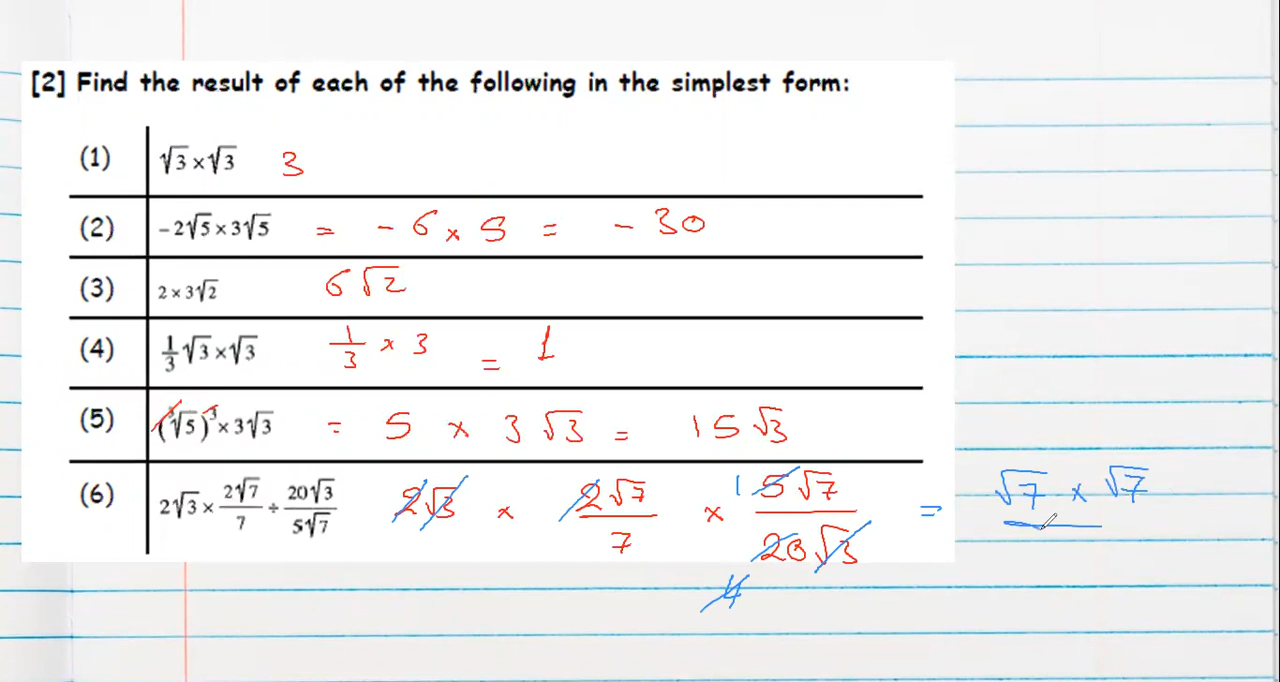 [2] Find the result of each of the following in the simplest form:
(1) √3 × √3 3
(2) -2√5 × 3√5 = - 6 × 5 = - 30
(3) 2 × 3√2 6√2
(4) 1/3 √3 × √3 1/3 × 3 = 1
(5) (∛5)³ × 3√3 = 5 × 3√3 = 15√3
(6) 2√3 × 2√7/7 ÷ 20√3/5√7 2√3 × 2√7/7 × 1 5√7/20√3 = √7 × √7
4